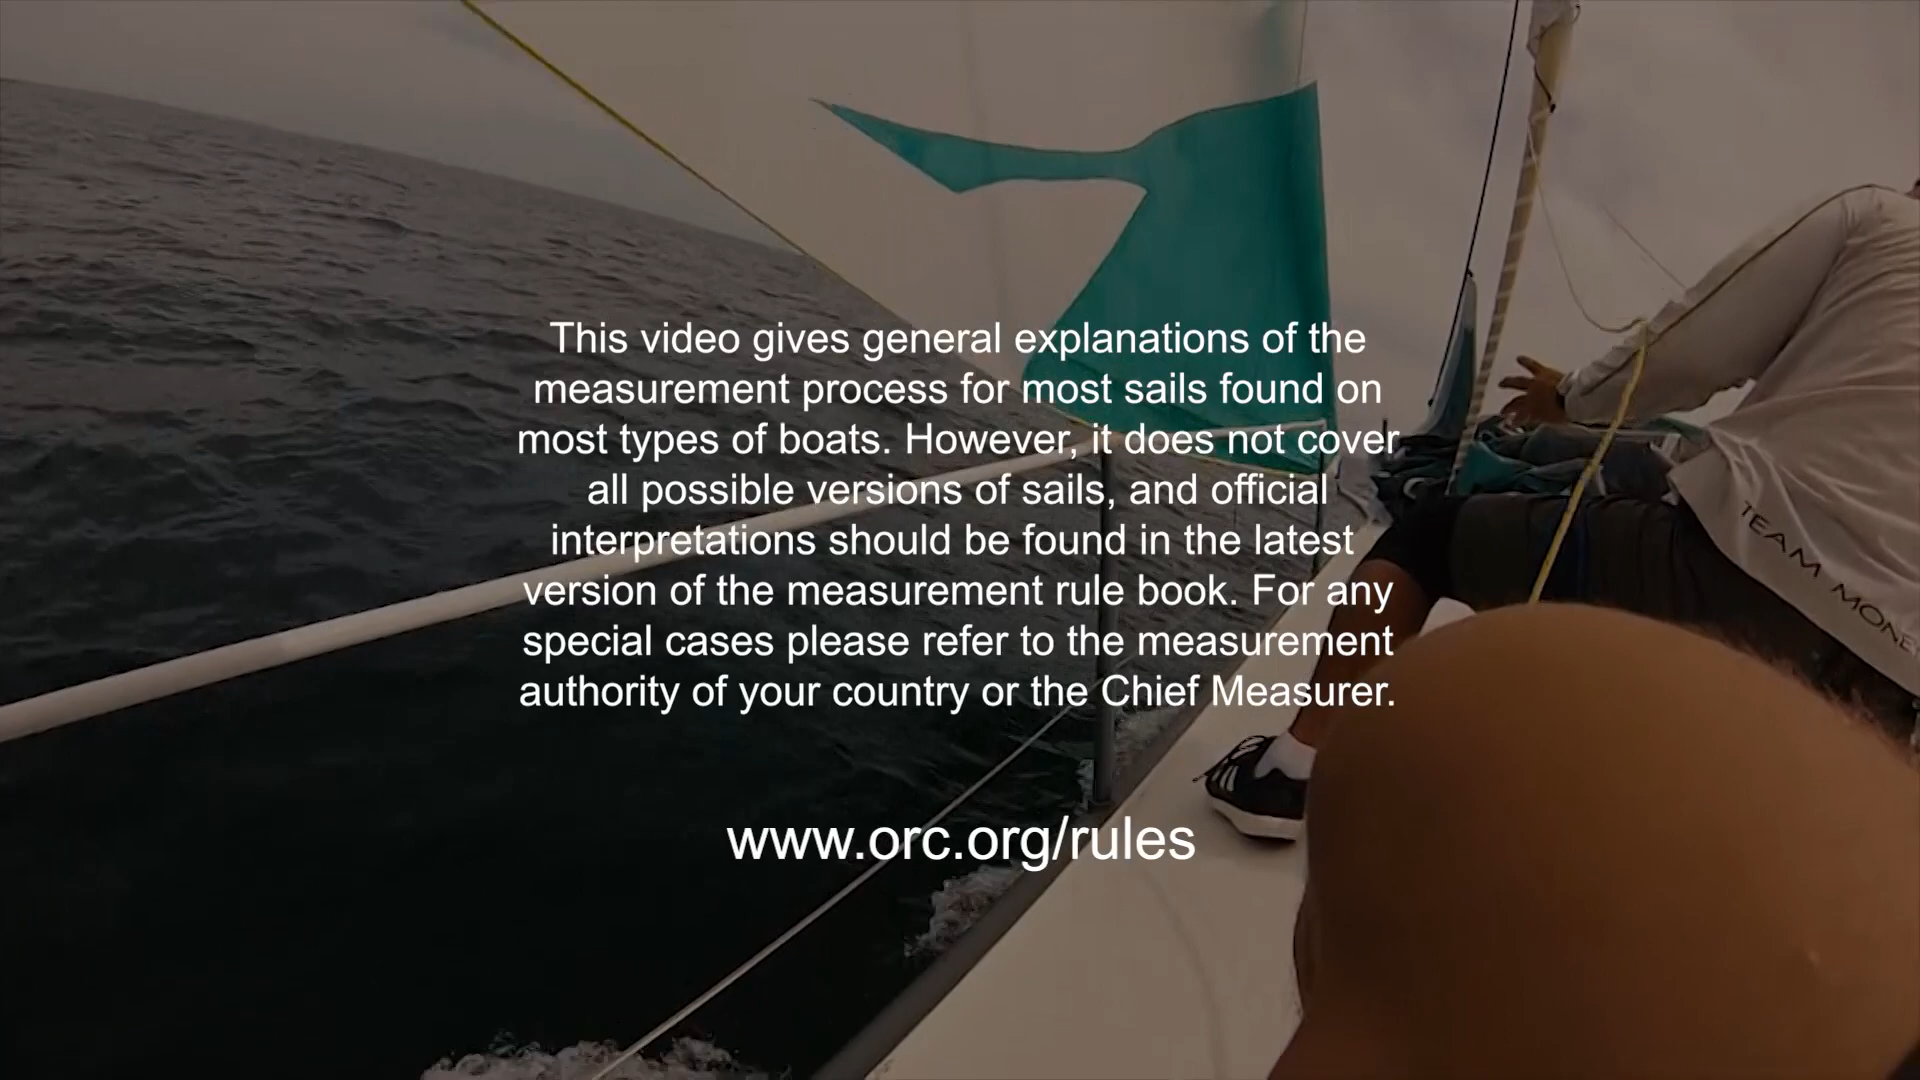 This video gives general explanations of the
measurement process for most sails found on
most types of boats. However, it does not cover
all possible versions of sails, and official
interpretations should be found in the latest
version of the measurement rule book. For any
special cases please refer to the measurement
authority of your country or the Chief Measurer.
www.orc.org/rules
TEAM MONE